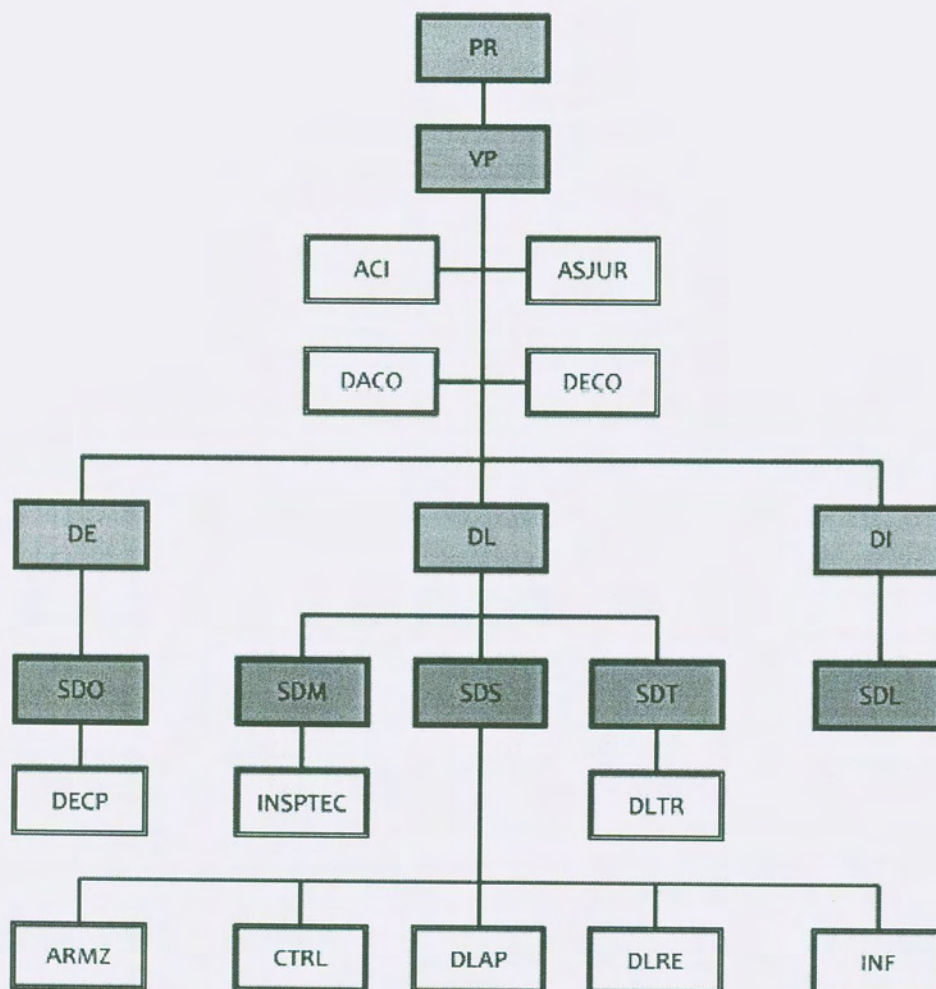 PR
VP
ACI
ASJUR
DACO
DECO
DE
DL
DI
SDO
SDM
SDS
SDT
SDL
DECP
INSPTEC
DLTR
ARMZ
CTRL
DLAP
DLRE
INF